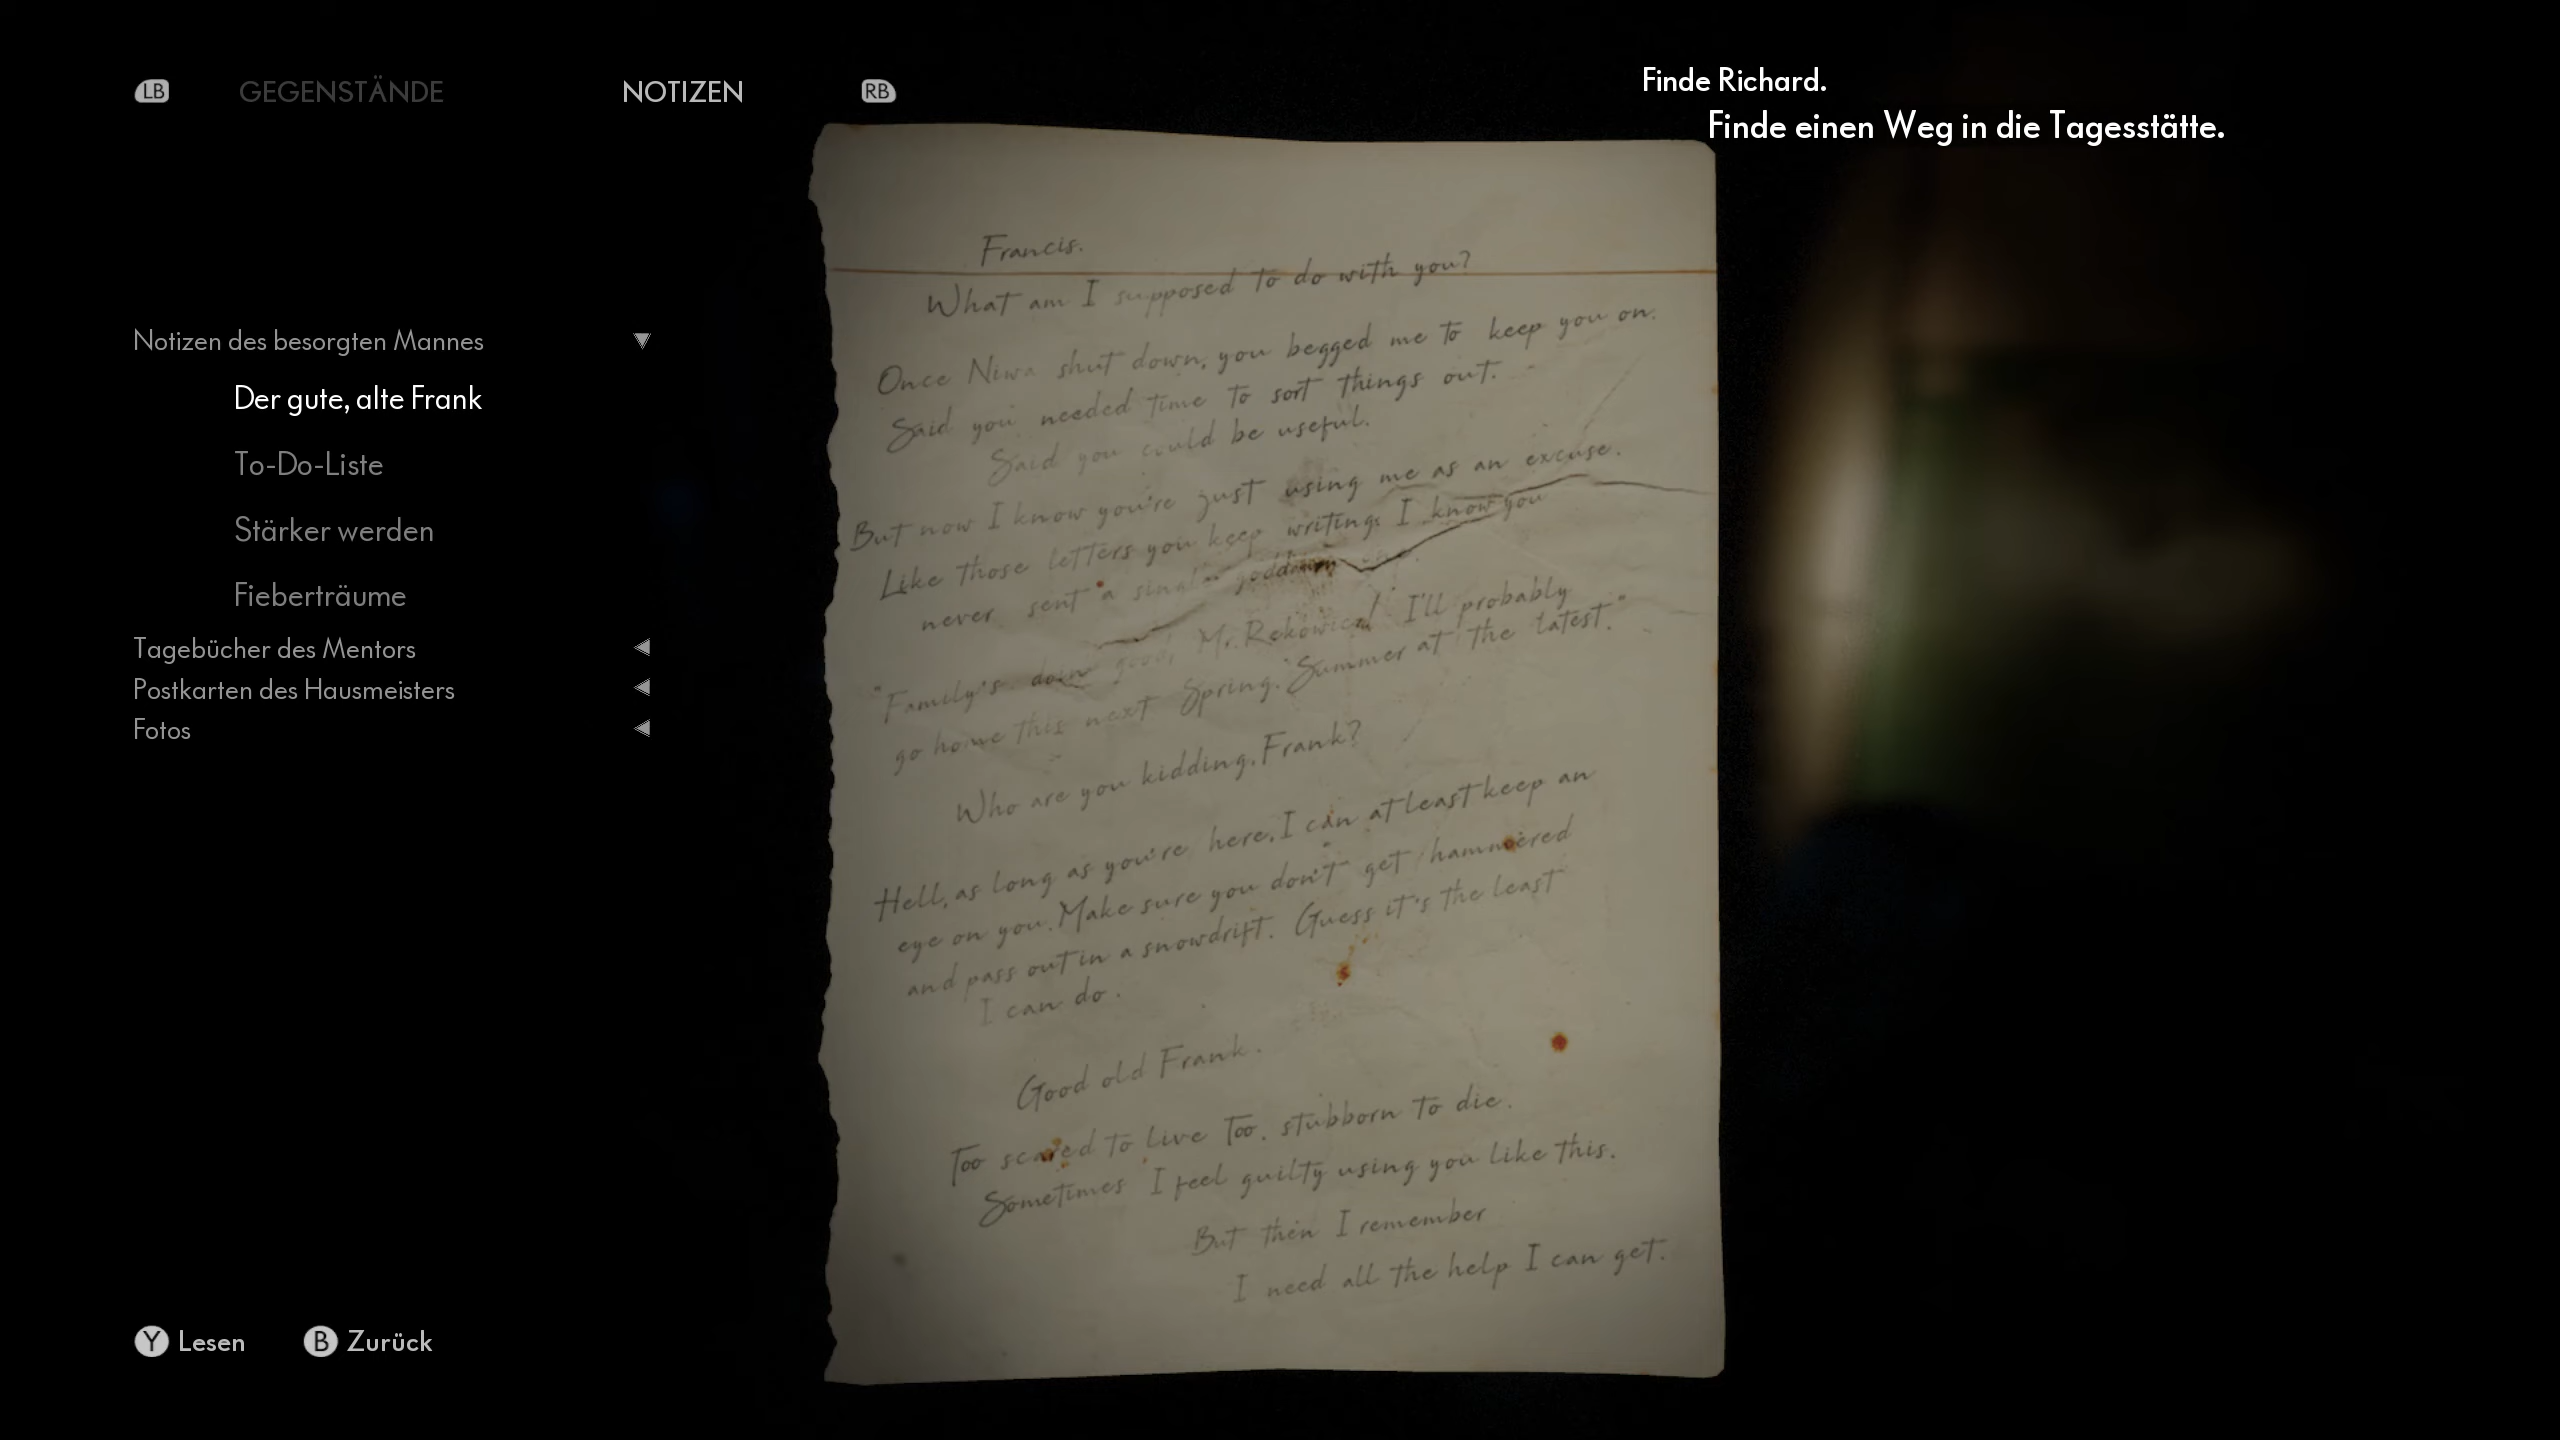 LB GEGENSTÄNDE NOTIZEN RB
Finde Richard.
Finde einen Weg in die Tagesstätte.
Notizen des besorgten Mannes
Der gute, alte Frank
To-Do-Liste
Stärker werden
Fieberträume
Tagebücher des Mentors
Postkarten des Hausmeisters
Fotos
Y Lesen B Zurück
Francis.
What am I supposed to do with you?
Once Niwa shut down, you begged me to keep you on.
Said you needed time to sort things out.
Said you could be useful.
But now I know you're just using me as an excuse.
Like those letters you keep writing. I know you
never sent a single goddamn
"Family's doin' good, Mr. Rekowicz! I'll probably
go home this next Spring. Summer at the latest."
Who are you kidding, Frank?
Hell, as long as you're here, I can at least keep an
eye on you. Make sure you don't get hammered
and pass out in a snowdrift. Guess it's the least
I can do.
Good old Frank.
Too scared to live Too. stubborn to die.
Sometimes I feel guilty using you like this.
But then I remember
I need all the help I can get.